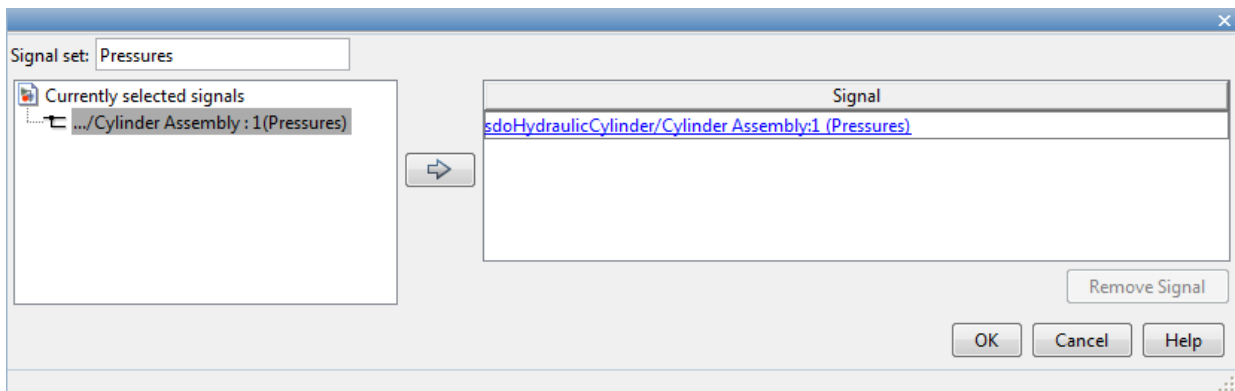 Signal set: Pressures
Currently selected signals
.../Cylinder Assembly : 1(Pressures)
Signal
sdoHydraulicCylinder/Cylinder Assembly:1 (Pressures)
Remove Signal
OK Cancel Help